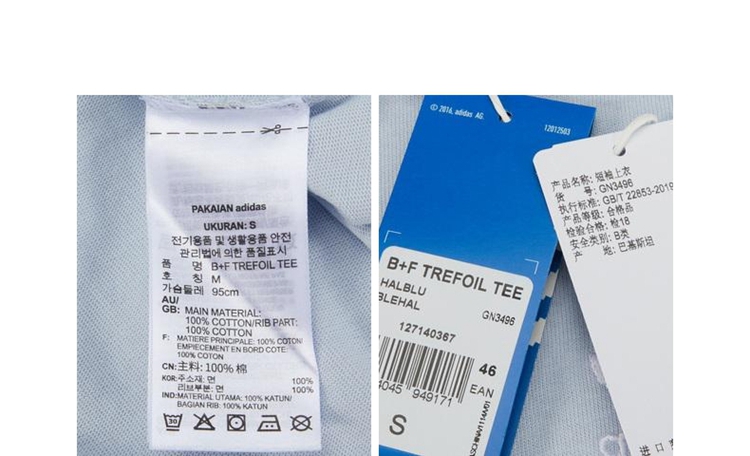 PAKAIAN adidas
UKURAN: S
전기용품 및 생활용품 안전
관리법에 의한 품질표시
품 명 B+F TREFOIL TEE
호 칭 M
가슴둘레 95cm
AU/
GB: MAIN MATERIAL:
100% COTTON/RIB PART:
100% COTTON
F: MATIERE PRINCIPALE: 100% COTON/
EMPIECEMENT EN BORD COTE:
100% COTON
CN: 主料: 100% 棉
KOR: 주소재: 면 100%
리브부분: 면 100%
IND: MATERIAL UTAMA: 100% KATUN/
BAGIAN RIB: 100% KATUN
30
© 2016, adidas AG.
12012503
B+F TREFOIL TEE
HALBLU
GN3496
BLEHAL
127140367
46
EAN
4045 949171
S
产品名称: 短袖上衣
货 号: GN3496
执行标准: GB/T 22853-2019
产品等级: 合格品
检验合格: 检18
安全类别: B类
产 地: 巴基斯坦
进口